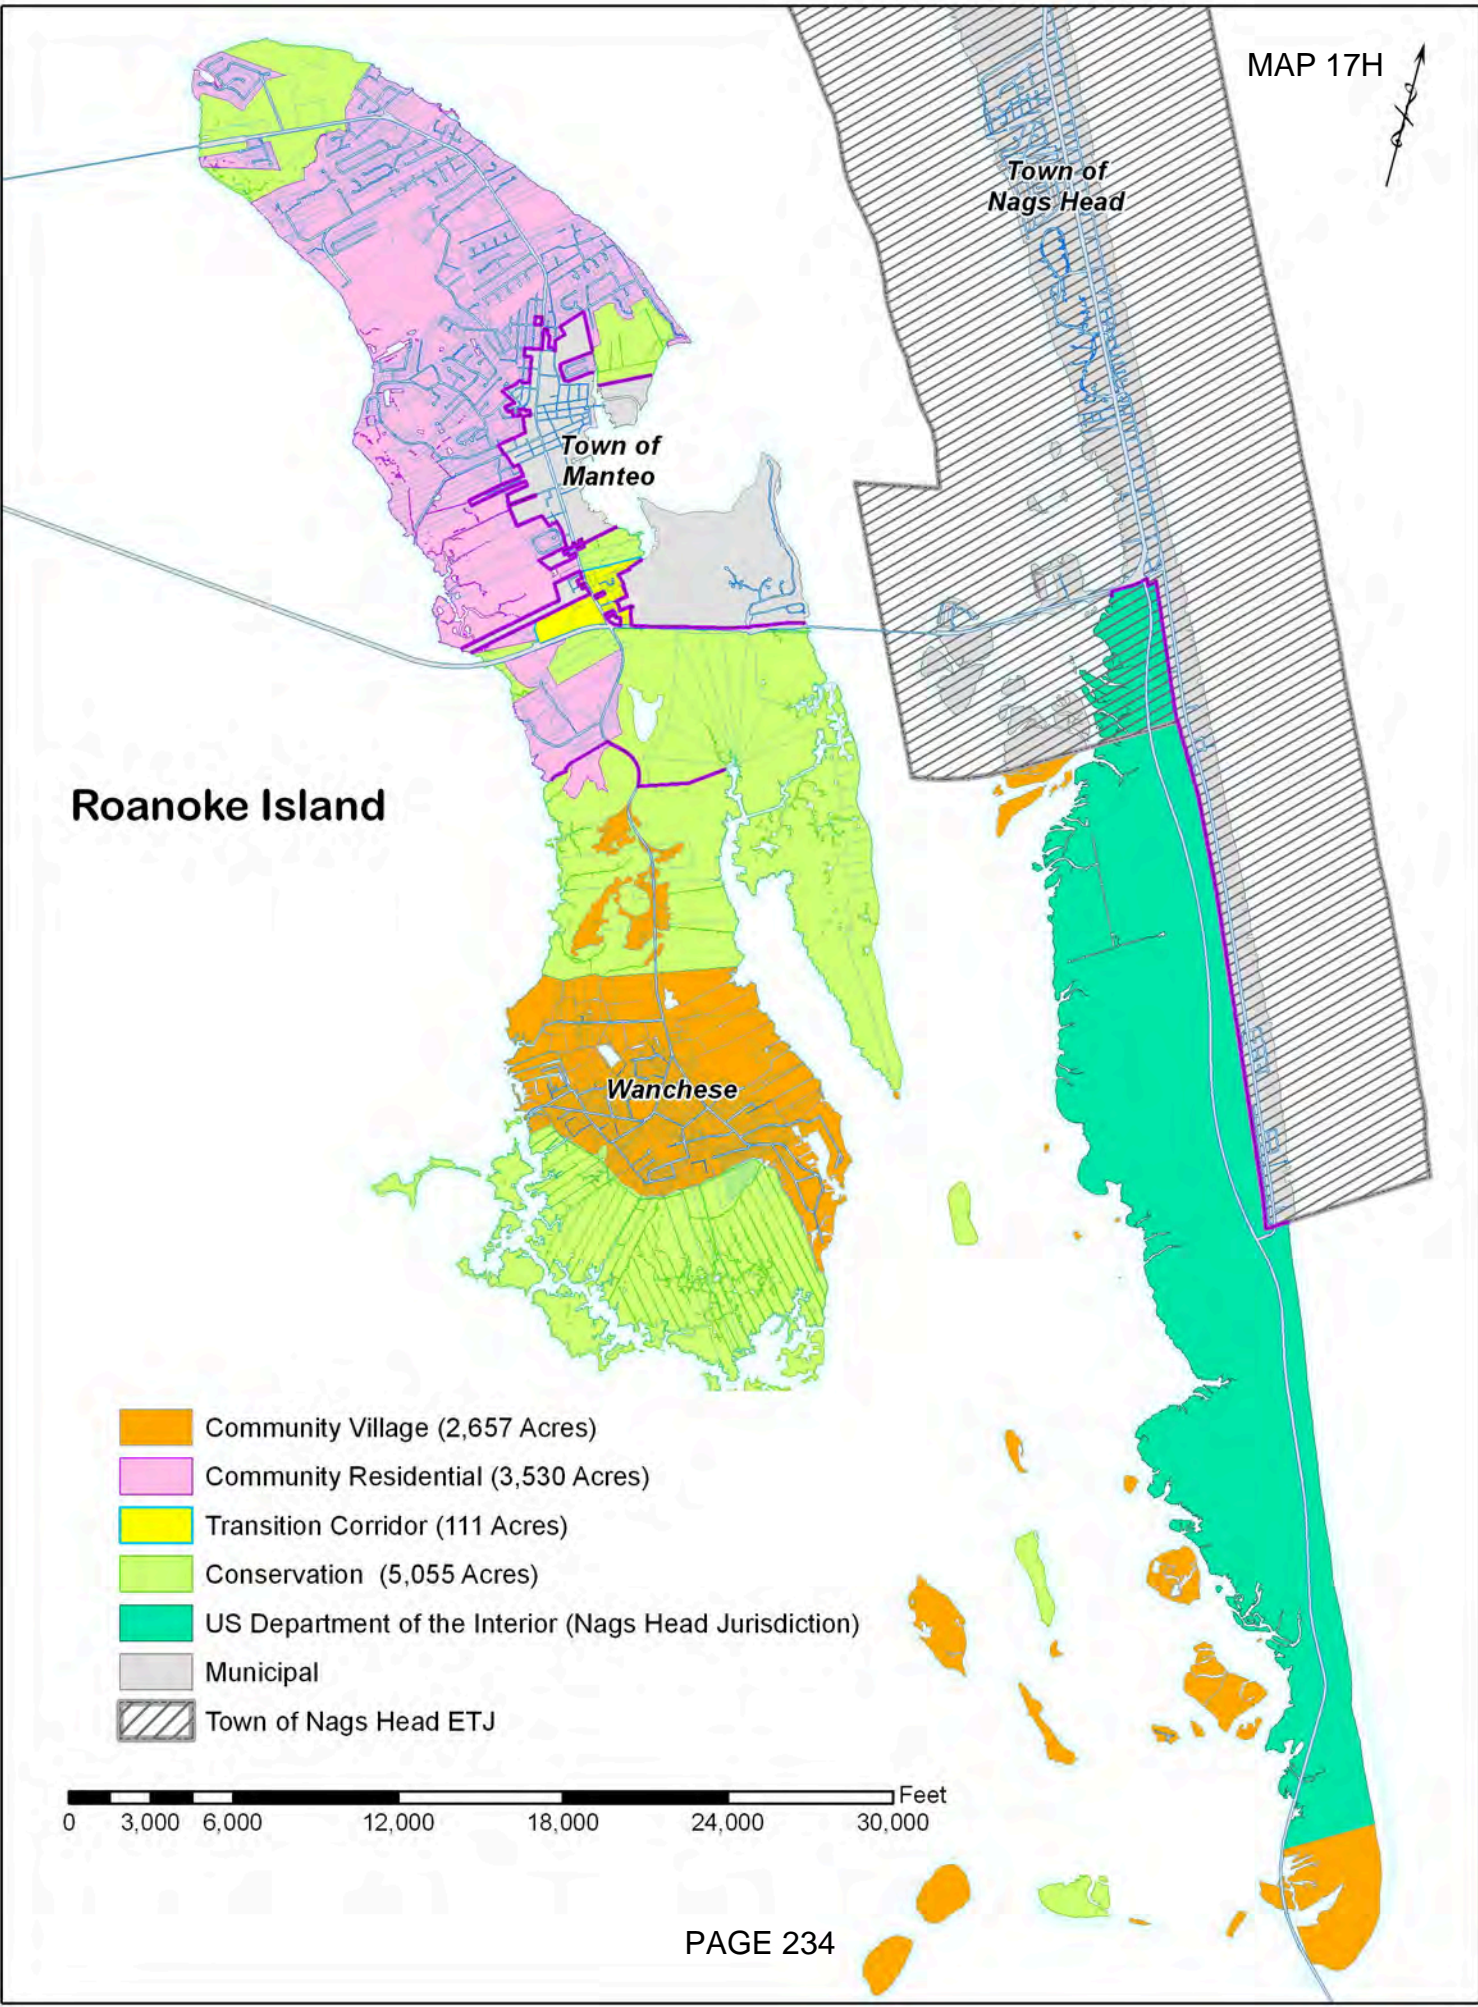 MAP 17H
Town of
Nags Head
Town of
Manteo
Roanoke Island
Wanchese
Community Village (2,657 Acres)
Community Residential (3,530 Acres)
Transition Corridor (111 Acres)
Conservation (5,055 Acres)
US Department of the Interior (Nags Head Jurisdiction)
Municipal
Town of Nags Head ETJ
Feet
0 3,000 6,000 12,000 18,000 24,000 30,000
PAGE 234